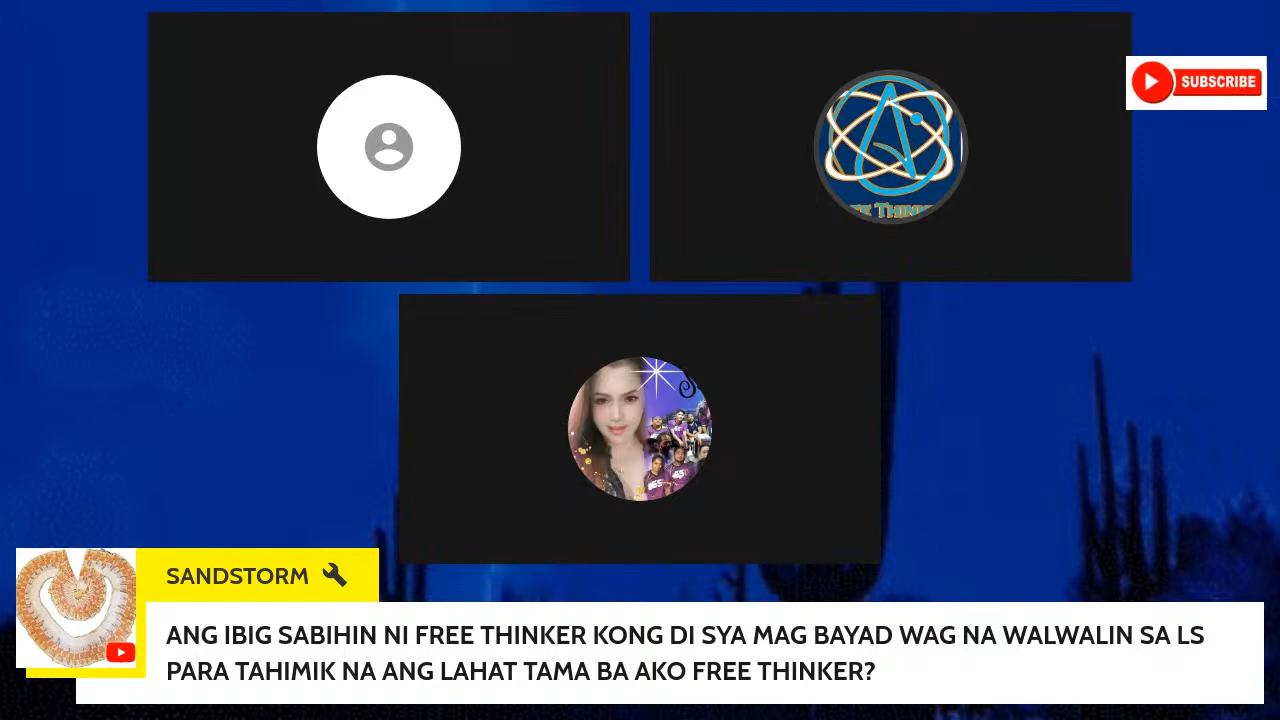 SUBSCRIBE
SANDSTORM
ANG IBIG SABIHIN NI FREE THINKER KONG DI SYA MAG BAYAD WAG NA WALWALIN SA LS
PARA TAHIMIK NA ANG LAHAT TAMA BA AKO FREE THINKER?